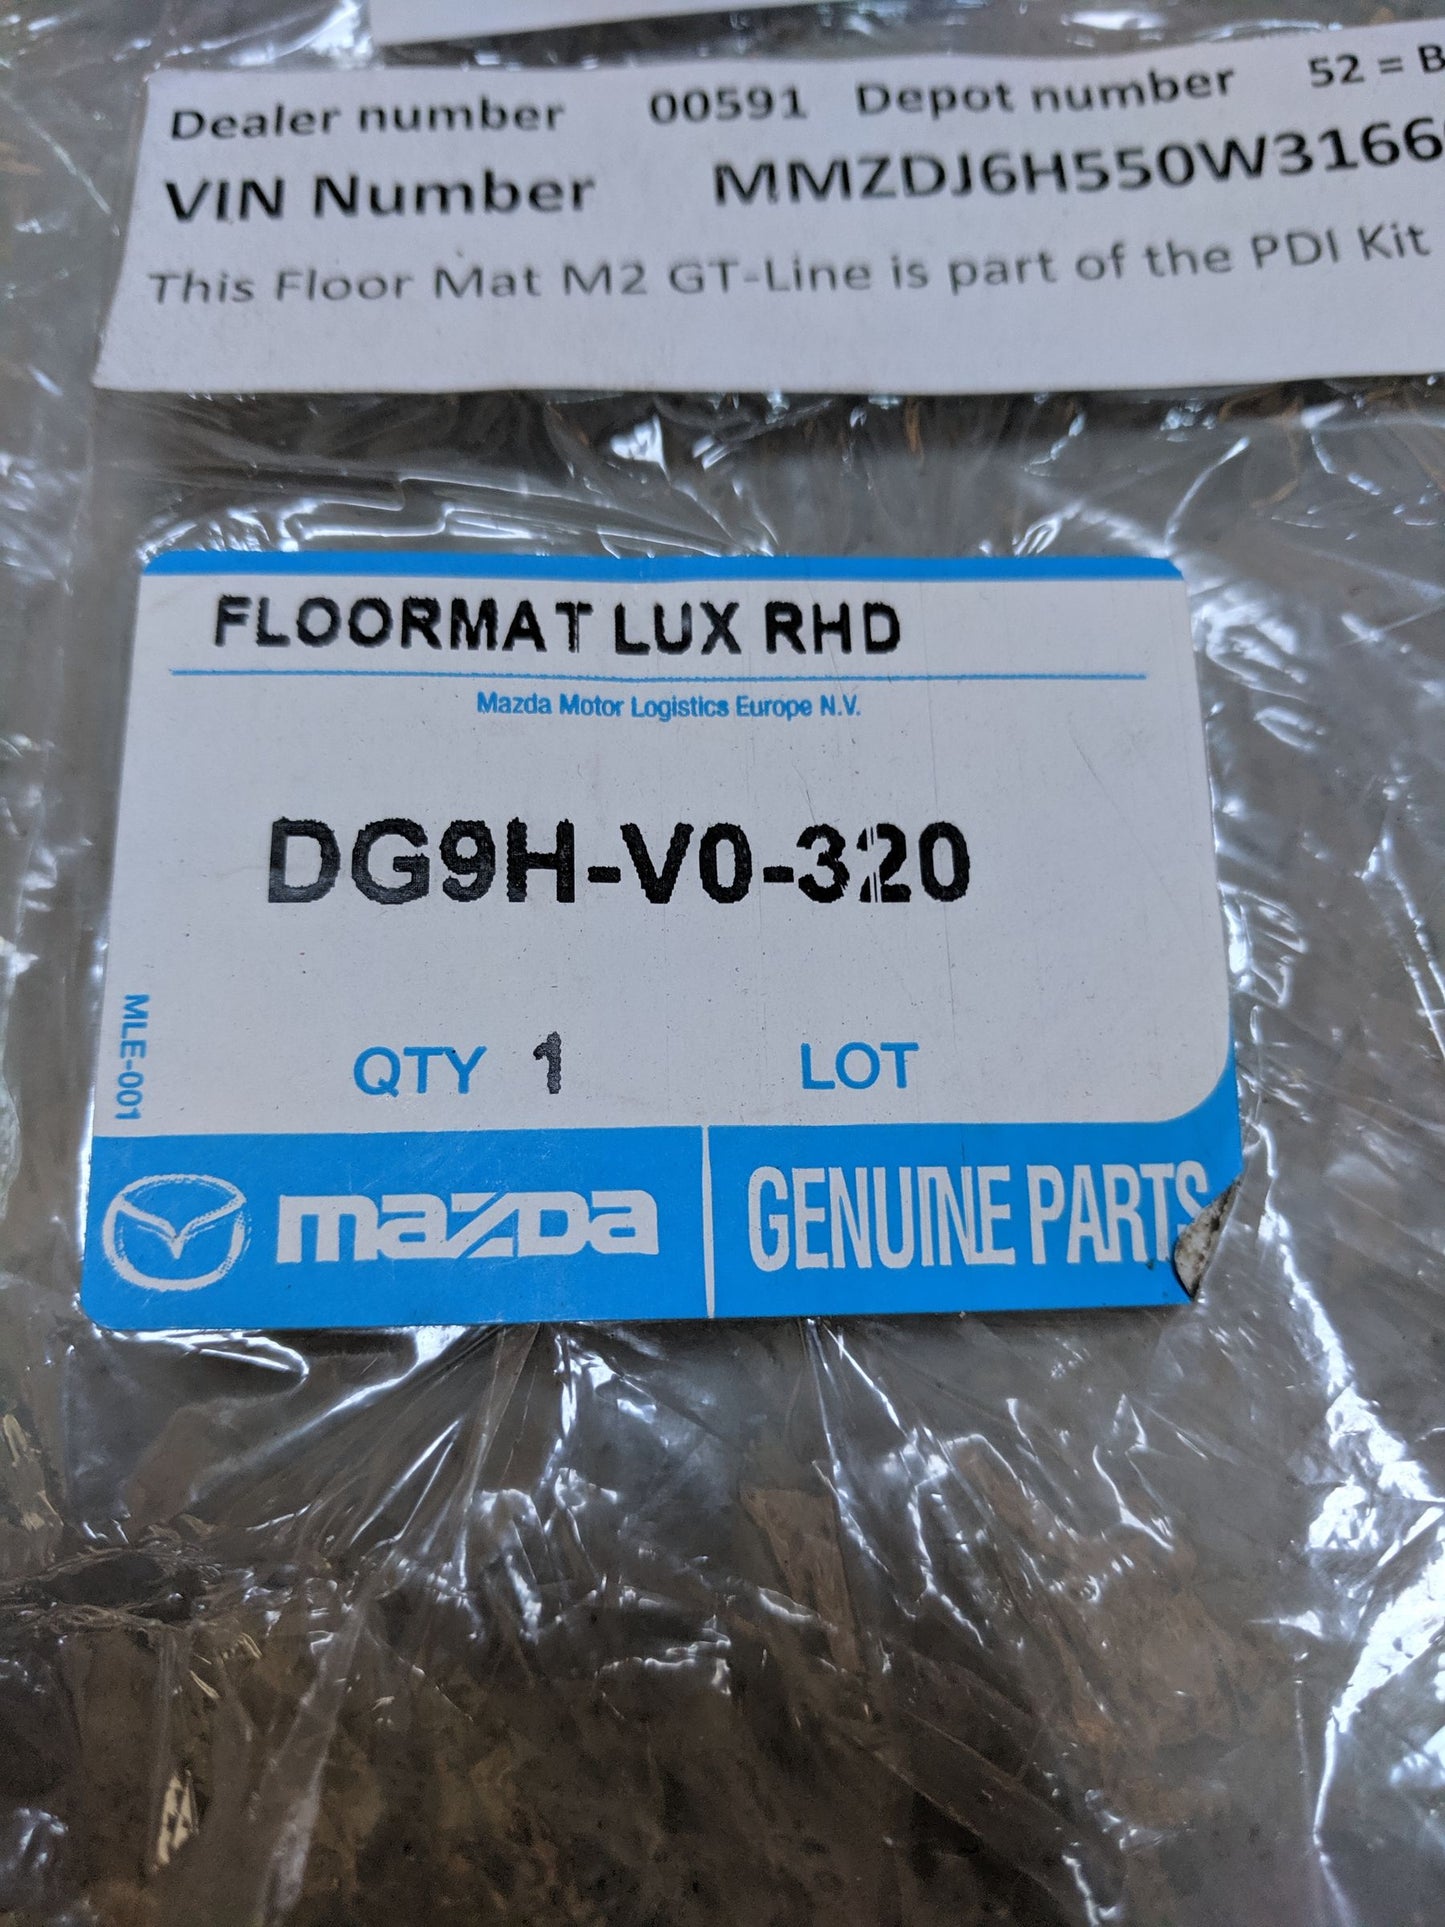 Dealer number 00591 Depot number 52 = B
VIN Number MMZDJ6H550W3166
This Floor Mat M2 GT-Line is part of the PDI Kit
FLOORMAT LUX RHD
Mazda Motor Logistics Europe N.V.
DG9H-V0-320
MLE-001
QTY 1 LOT
mazda GENUINE PARTS